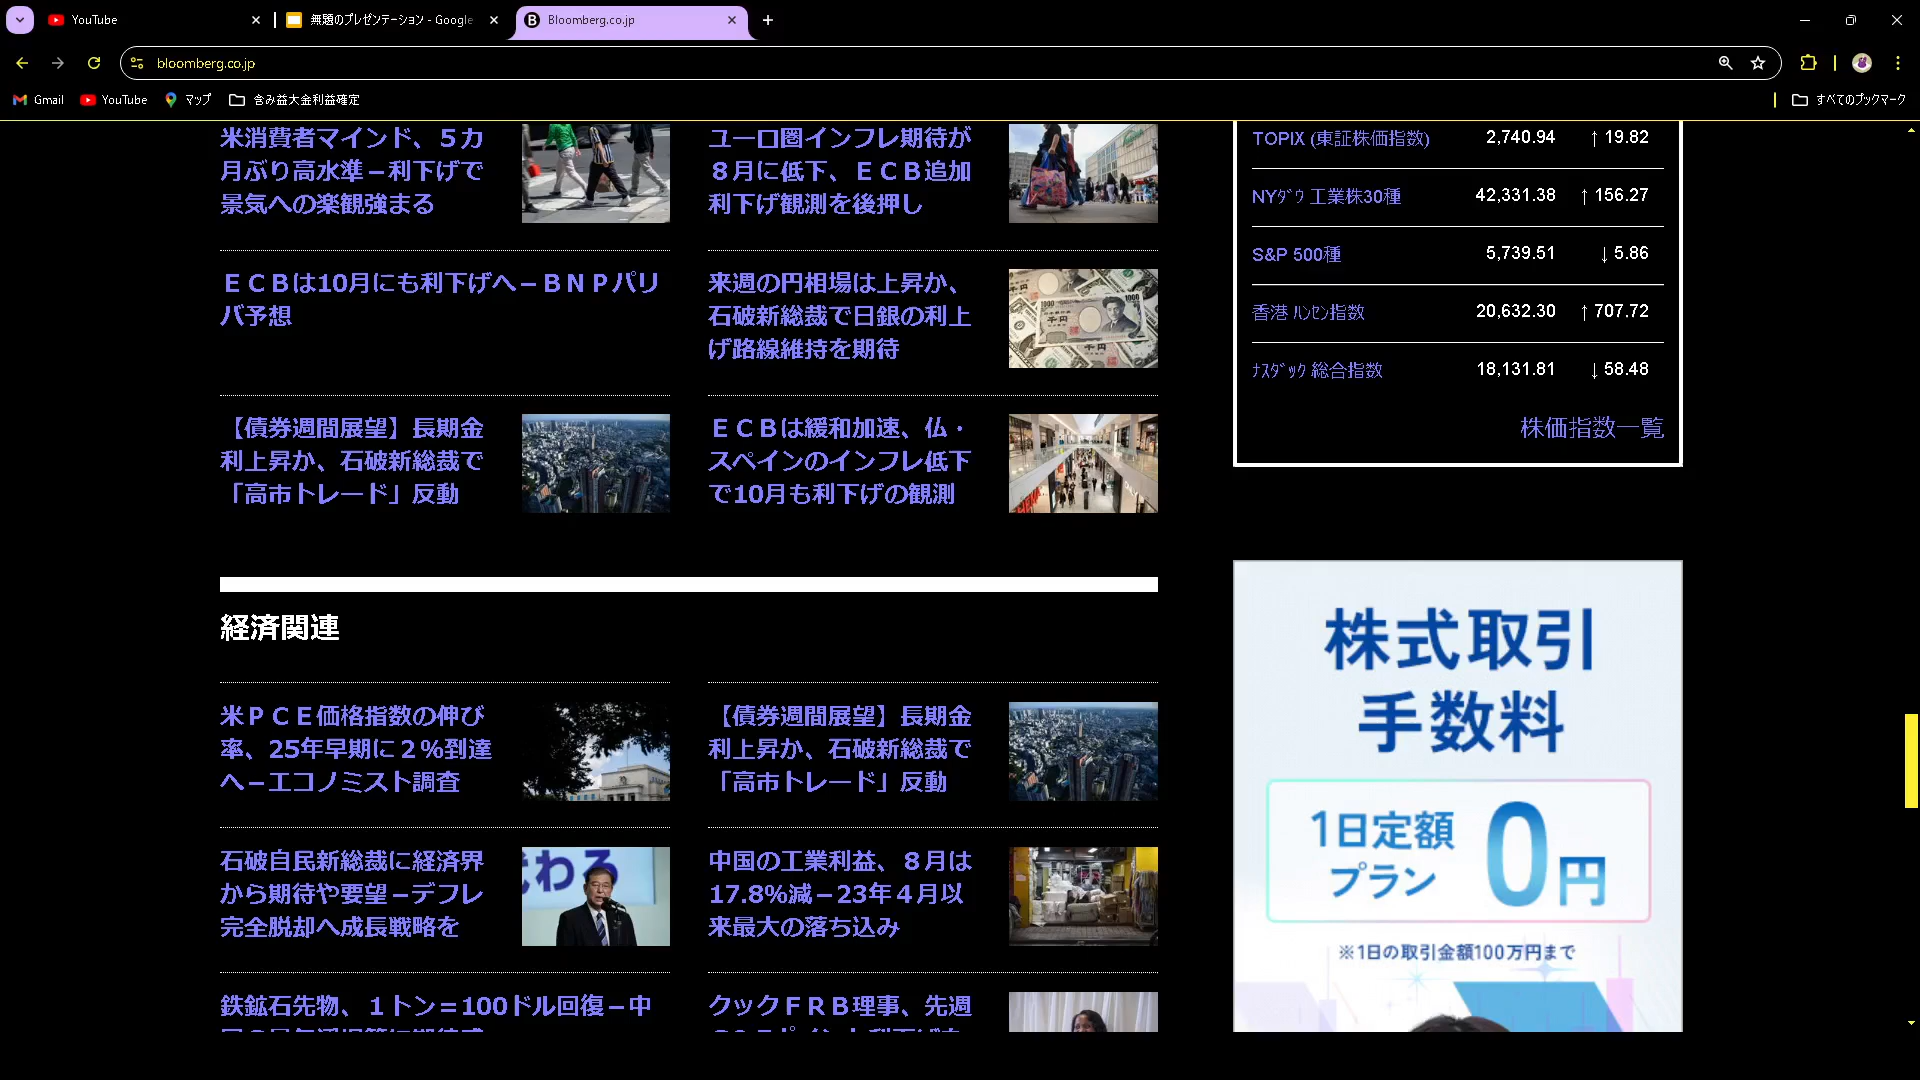 YouTube
無題のプレゼンテーション - Google
Bloomberg.co.jp
bloomberg.co.jp
Gmail
YouTube
マップ
含み益大金利益確定
すべてのブックマーク
米消費者マインド、５カ
月ぶり高水準－利下げで
景気への楽観強まる
ユーロ圏インフレ期待が
８月に低下、ＥＣＢ追加
利下げ観測を後押し
ＥＣＢは10月にも利下げへ－ＢＮＰパリ
バ予想
来週の円相場は上昇か、
石破新総裁で日銀の利上
げ路線維持を期待
【債券週間展望】長期金
利上昇か、石破新総裁で
「高市トレード」反動
ＥＣＢは緩和加速、仏・
スペインのインフレ低下
で10月も利下げの観測
経済関連
米ＰＣＥ価格指数の伸び
率、25年早期に２％到達
へ－エコノミスト調査
【債券週間展望】長期金
利上昇か、石破新総裁で
「高市トレード」反動
石破自民新総裁に経済界
から期待や要望－デフレ
完全脱却へ成長戦略を
中国の工業利益、８月は
17.8%減－23年４月以
来最大の落ち込み
鉄鉱石先物、１トン＝100ドル回復－中
クックＦＲＢ理事、先週
TOPIX (東証株価指数) 2,740.94 ↑ 19.82
NYﾀﾞｳ 工業株30種 42,331.38 ↑ 156.27
S&P 500種 5,739.51 ↓ 5.86
香港 ﾊﾝｾﾝ指数 20,632.30 ↑ 707.72
ﾅｽﾀﾞｯｸ 総合指数 18,131.81 ↓ 58.48
株価指数一覧
株式取引
手数料
1日定額
プラン
0円
※1日の取引金額100万円まで